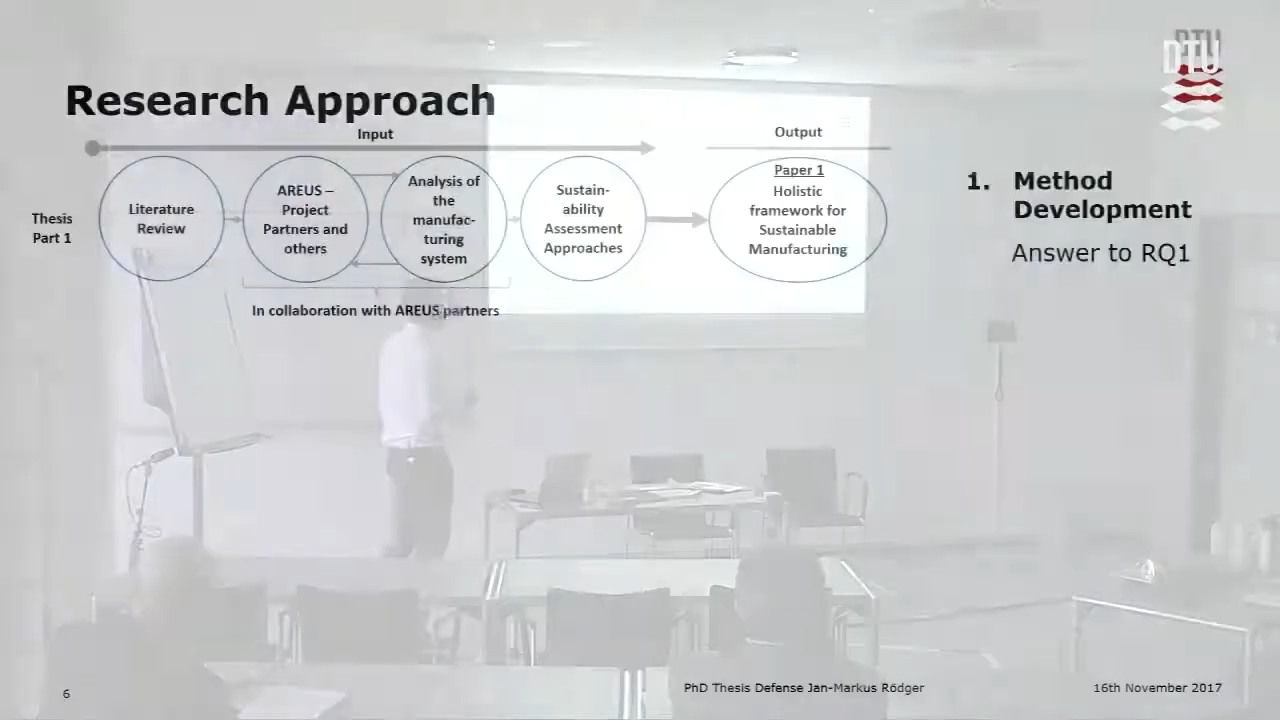 DTU
Research Approach
Input
Output
Thesis
Part 1
Literature
Review
AREUS –
Project
Partners and
others
Analysis of
the
manufac-
turing
system
Sustain-
ability
Assessment
Approaches
Paper 1
Holistic
framework for
Sustainable
Manufacturing
In collaboration with AREUS partners
1. Method
Development
Answer to RQ1
6
PhD Thesis Defense Jan-Markus Rödger
16th November 2017